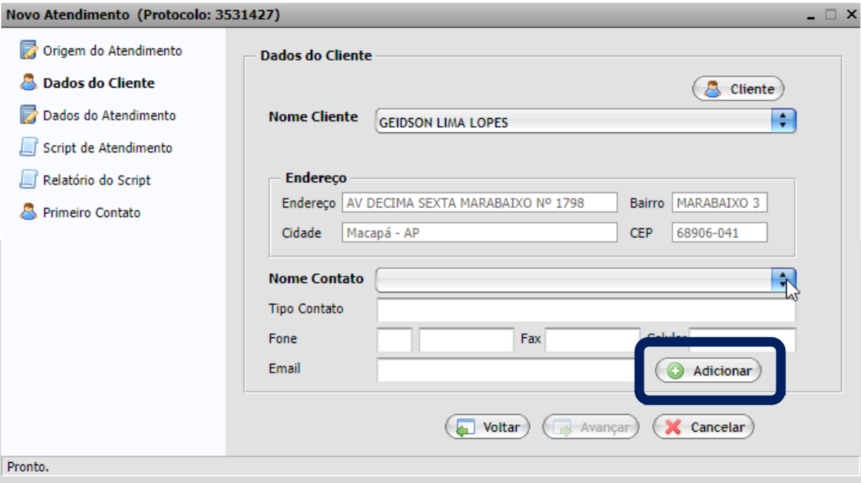 Novo Atendimento (Protocolo: 3531427)
Origem do Atendimento
Dados do Cliente
Dados do Atendimento
Script de Atendimento
Relatório do Script
Primeiro Contato
Dados do Cliente
Cliente
Nome Cliente GEIDSON LIMA LOPES
Endereço
Endereço AV DECIMA SEXTA MARABAIXO Nº 1798 Bairro MARABAIXO 3
Cidade Macapá - AP CEP 68906-041
Nome Contato
Tipo Contato
Fone Fax Celular
Email Adicionar
Voltar Avançar Cancelar
Pronto.